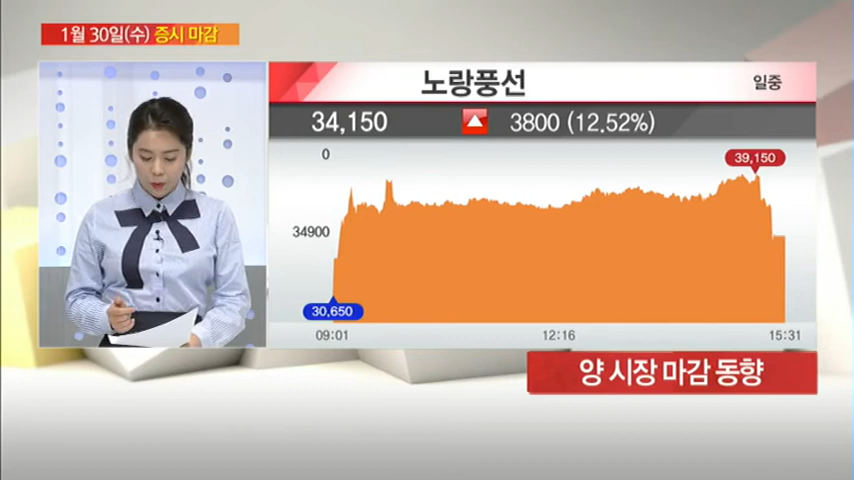 1월 30일(수) 증시 마감
노랑풍선
일중
34,150 ▲ 3800 (12.52%)
0
39,150
34900
30,650
09:01 12:16 15:31
양 시장 마감 동향